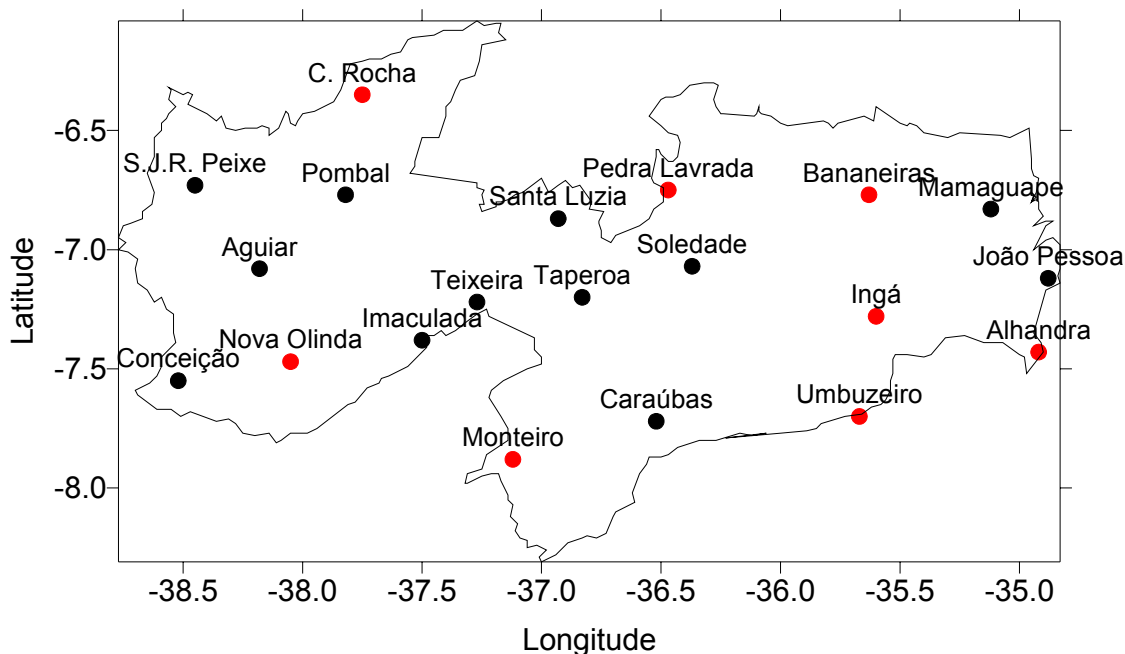 C. Rocha
-6.5
S.J.R. Peixe
Pombal
Pedra Lavrada
Bananeiras
Mamaguape
Santa Luzia
-7.0
Aguiar
Soledade
João Pessoa
Teixeira
Taperoa
Ingá
Imaculada
Nova Olinda
Alhandra
Conceição
-7.5
Caraúbas
Umbuzeiro
Monteiro
-8.0
Latitude
-38.5 -38.0 -37.5 -37.0 -36.5 -36.0 -35.5 -35.0
Longitude